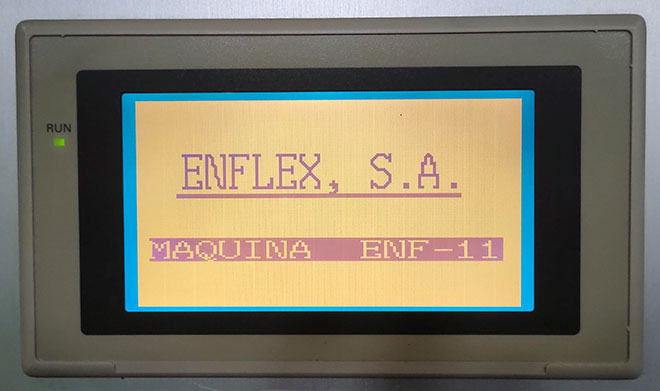 RUN
ENFLEX, S.A.
MAQUINA ENF-11